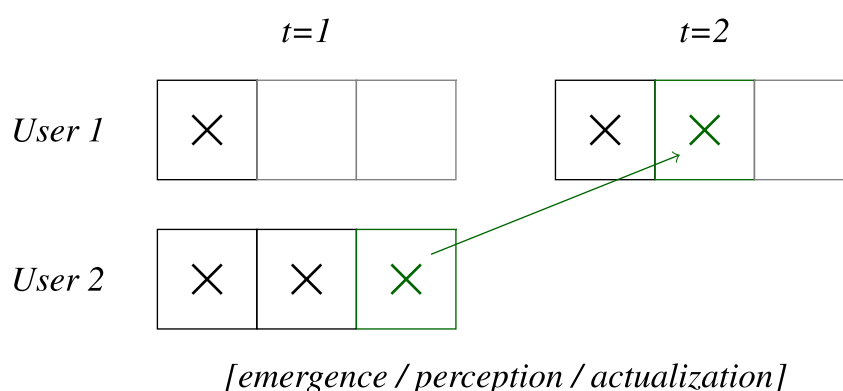 t=1 t=2
User 1
User 2
[emergence / perception / actualization]